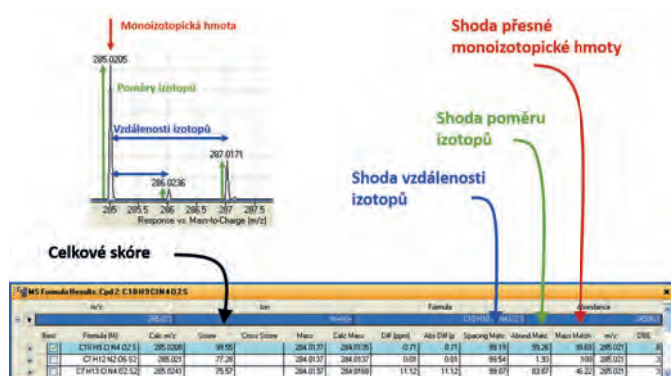 Monoizotopická hmota
285.0205
Poměry izotopů
Vzdálenosti izotopů
287.0171
286.0236
285 285.5 286 286.5 287 287.5
Response vs. Mass-to-Charge (m/z)
Shoda přesné
monoizotopické hmoty
Shoda poměru
izotopů
Shoda vzdálenosti
izotopů
Celkové skóre
MS Formula Results: Cpd 2: C10 H9 Cl N4 O2 S
m/z Ion Formula Abundance
285.021
Best Formula (M) Calc m/z Score Cross Score Mass Calc Mass Diff (ppm) Abs Diff (p Spacing Matc Abund Matc Mass Match m/z DBE
C10 H9 Cl N4 O2 S 285.0208 99.55 284.0137 284.0135 -0.71 0.71 99.19 99.26 99.83 285.021
C7 H12 N2 O6 S2 285.021 77.28 284.0137 284.0137 0.01 0.01 99.54 1.93 100 285.021
C7 H13 Cl N4 O2 S2 285.0241 75.57 284.0137 284.0168 11.12 11.12 99.87 83.87 46.22 285.021